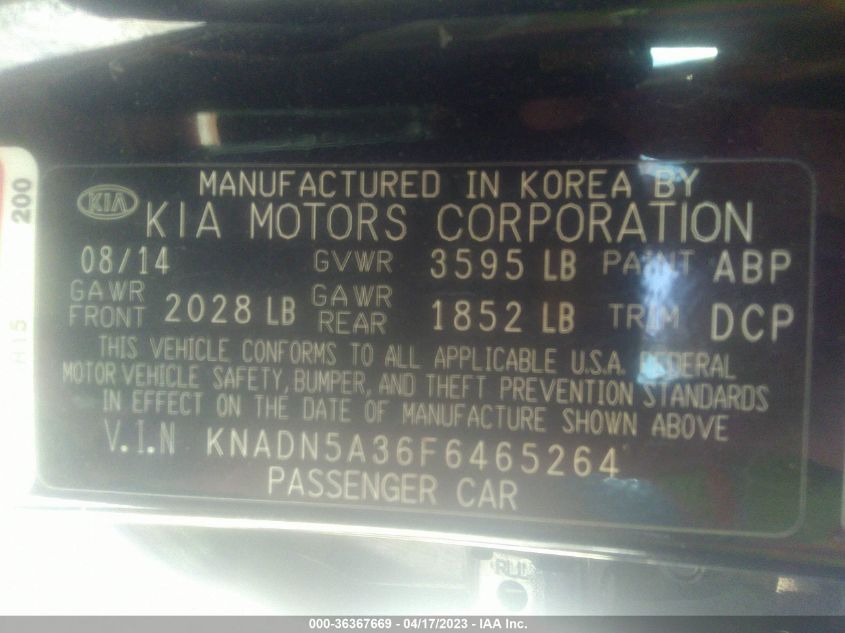 MANUFACTURED IN KOREA BY
KIA KIA MOTORS CORPORATION
08/14 GVWR 3595 LB PAINT ABP
GAWR FRONT 2028 LB GAWR REAR 1852 LB TRIM DCP
THIS VEHICLE CONFORMS TO ALL APPLICABLE U.S.A. FEDERAL
MOTOR VEHICLE SAFETY, BUMPER, AND THEFT PREVENTION STANDARDS
IN EFFECT ON THE DATE OF MANUFACTURE SHOWN ABOVE
V.I.N KNADN5A36F6465264
PASSENGER CAR
200
M15
000-36367669 - 04/17/2023 - IAA Inc.